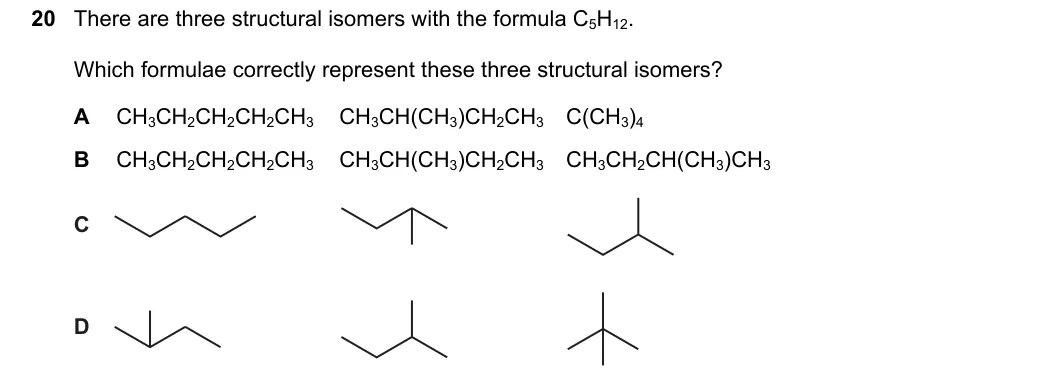 20 There are three structural isomers with the formula C₅H₁₂.
Which formulae correctly represent these three structural isomers?
A CH₃CH₂CH₂CH₂CH₃ CH₃CH(CH₃)CH₂CH₃ C(CH₃)₄
B CH₃CH₂CH₂CH₂CH₃ CH₃CH(CH₃)CH₂CH₃ CH₃CH₂CH(CH₃)CH₃
C
D